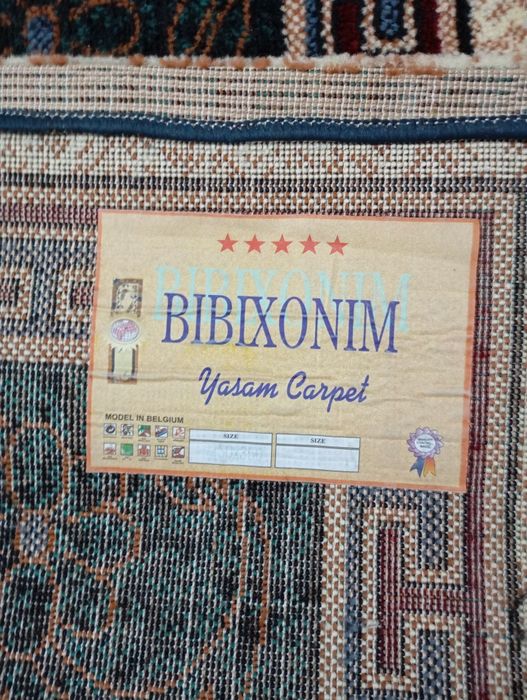 BIBIXONIM
BIBIXONIM
Yasam Carpet
MODEL IN BELGIUM
SIZE
SIZE